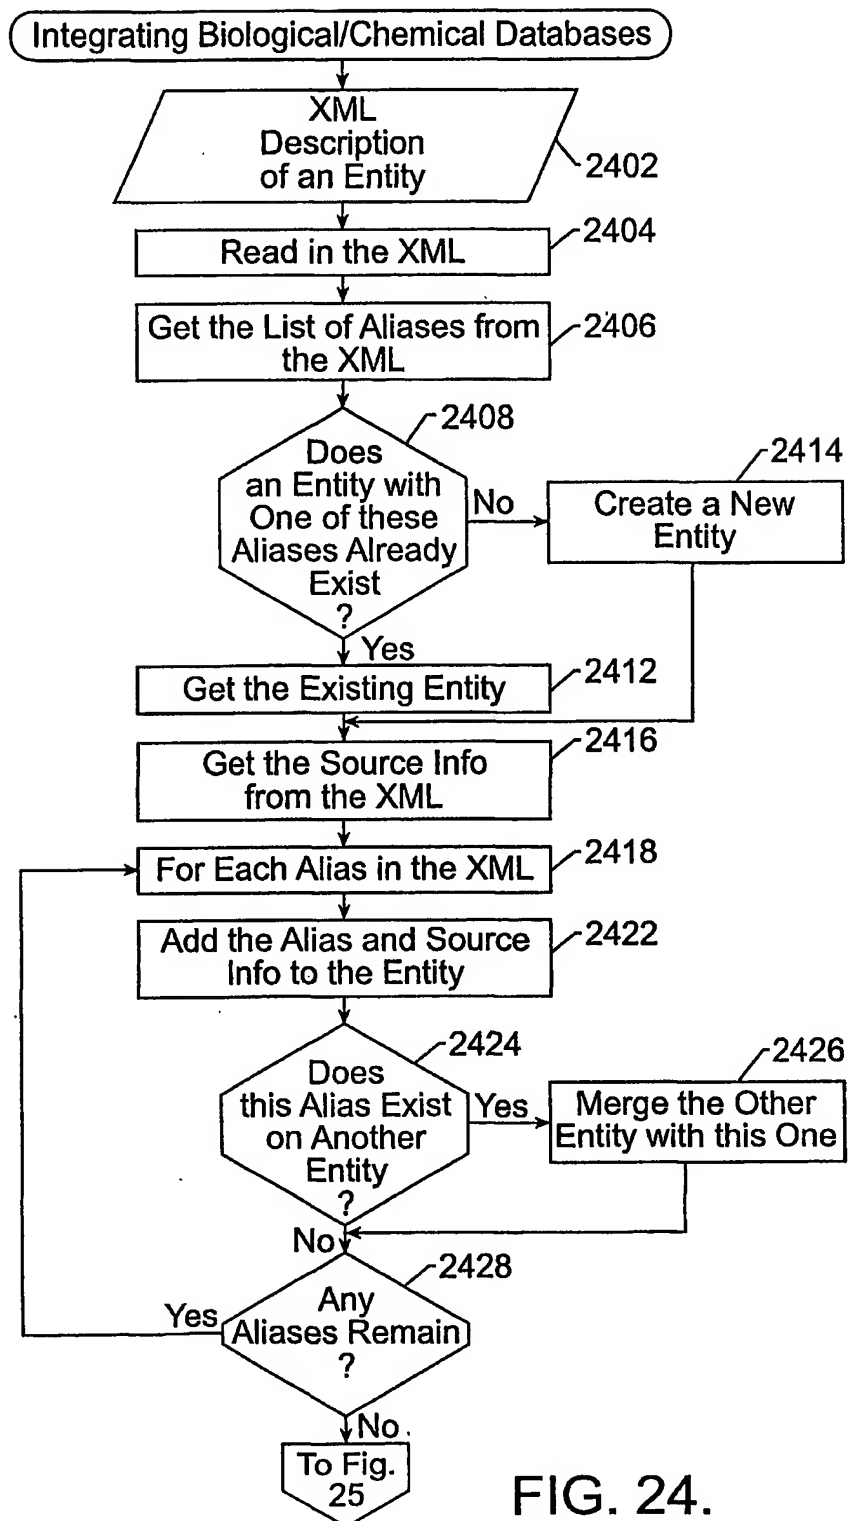 Integrating Biological/Chemical Databases
XML
Description
of an Entity
2402
Read in the XML
2404
Get the List of Aliases from
the XML
2406
Does
an Entity with
One of these
Aliases Already
Exist
?
2408
No
Create a New
Entity
2414
Yes
Get the Existing Entity
2412
Get the Source Info
from the XML
2416
For Each Alias in the XML
2418
Add the Alias and Source
Info to the Entity
2422
Does
this Alias Exist
on Another
Entity
?
2424
Yes
Merge the Other
Entity with this One
2426
No
Any
Aliases Remain
?
2428
Yes
No
To Fig.
25
FIG. 24.